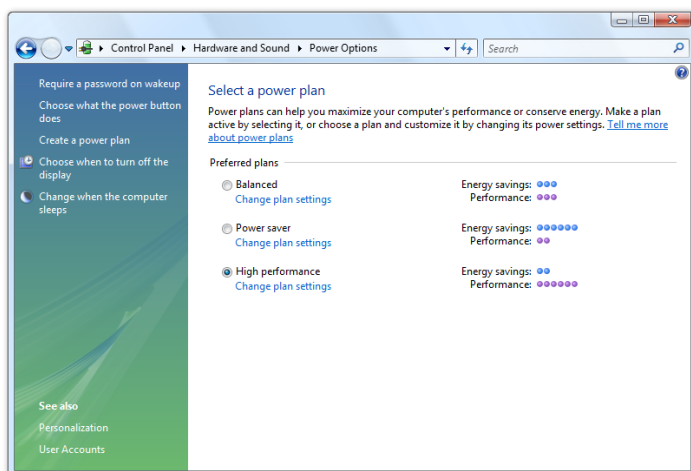 Control Panel Hardware and Sound Power Options Search
Require a password on wakeup
Choose what the power button
does
Create a power plan
Choose when to turn off the
display
Change when the computer
sleeps
See also
Personalization
User Accounts
Select a power plan
Power plans can help you maximize your computer's performance or conserve energy. Make a plan
active by selecting it, or choose a plan and customize it by changing its power settings. Tell me more
about power plans
Preferred plans
Balanced Energy savings:
Change plan settings Performance:
Power saver Energy savings:
Change plan settings Performance:
High performance Energy savings:
Change plan settings Performance: